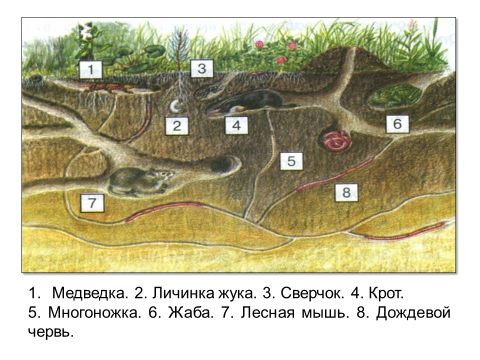 1
3
2
4
6
5
7
8
1. Медведка. 2. Личинка жука. 3. Сверчок. 4. Крот.
5. Многоножка. 6. Жаба. 7. Лесная мышь. 8. Дождевой
червь.